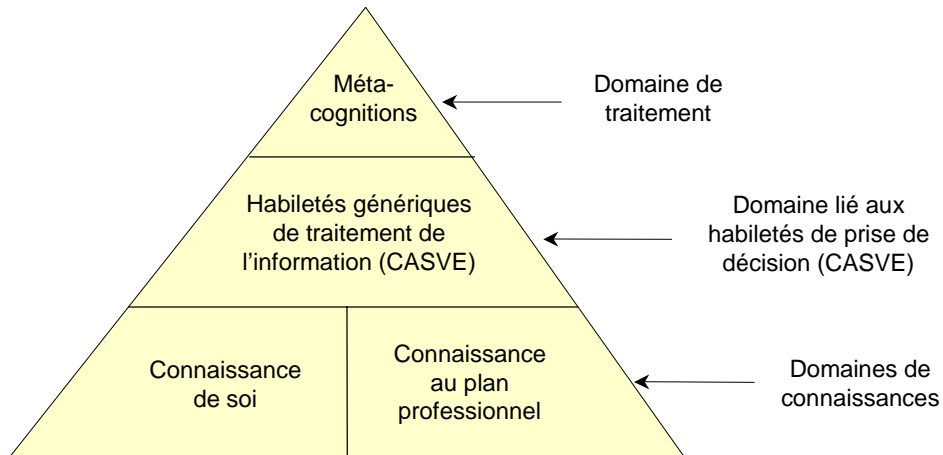 Méta-
cognitions
Domaine de
traitement
Habiletés génériques
de traitement de
l'information (CASVE)
Domaine lié aux
habiletés de prise de
décision (CASVE)
Connaissance
de soi
Connaissance
au plan
professionnel
Domaines de
connaissances